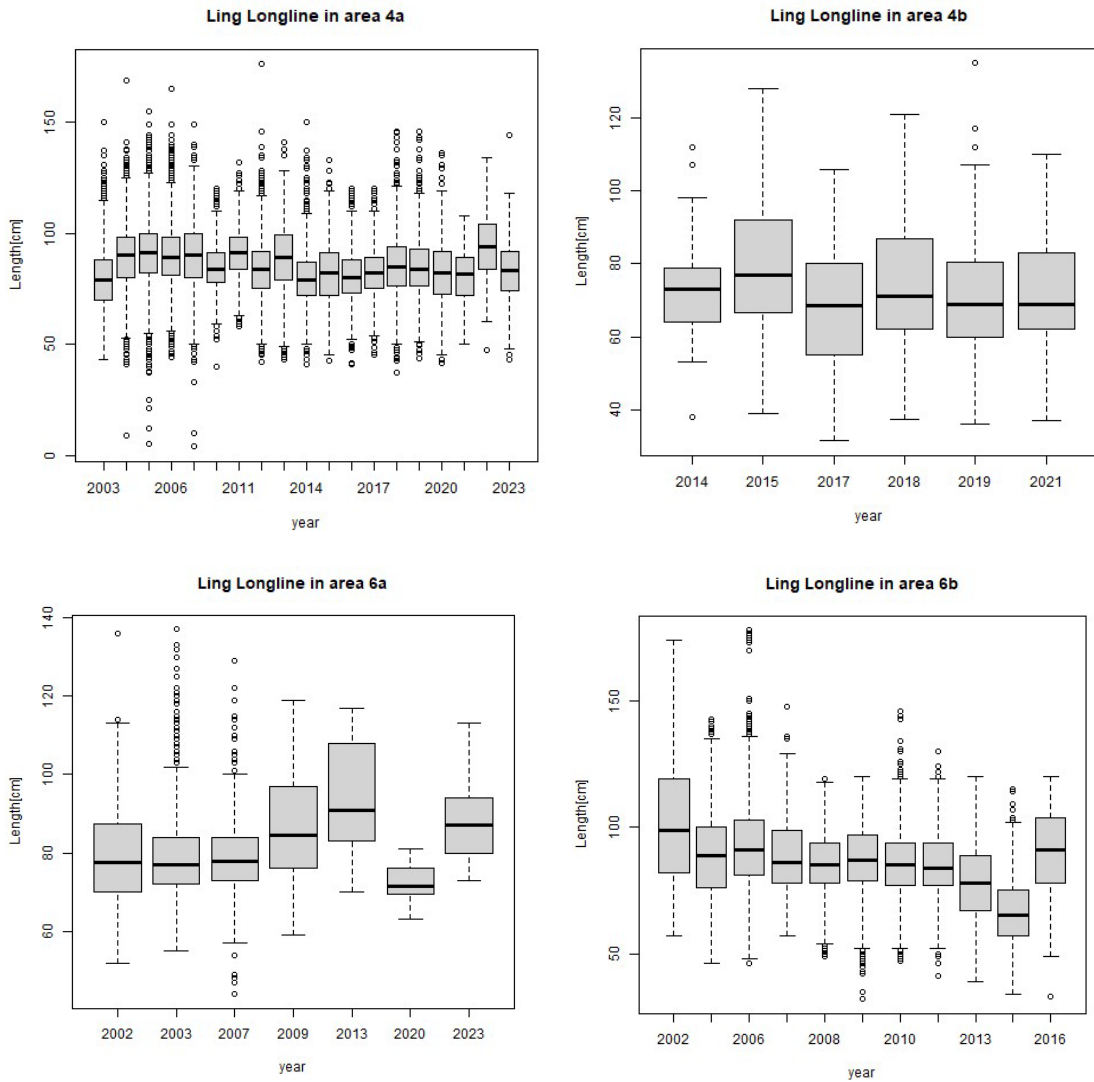 Ling Longline in area 4a
Length[cm]
0 50 100 150
2003 2006 2011 2014 2017 2020 2023
year
Ling Longline in area 4b
Length[cm]
40 60 80 100 120
2014 2015 2017 2018 2019 2021
year
Ling Longline in area 6a
Length[cm]
60 80 100 120 140
2002 2003 2007 2009 2013 2020 2023
year
Ling Longline in area 6b
Length[cm]
50 100 150
2002 2006 2008 2010 2013 2016
year